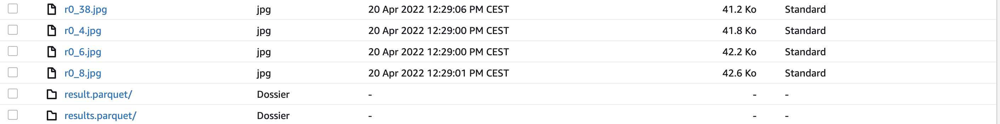 r0_38.jpg jpg 20 Apr 2022 12:29:06 PM CEST 41.2 Ko Standard
r0_4.jpg jpg 20 Apr 2022 12:29:00 PM CEST 41.8 Ko Standard
r0_6.jpg jpg 20 Apr 2022 12:29:00 PM CEST 42.2 Ko Standard
r0_8.jpg jpg 20 Apr 2022 12:29:01 PM CEST 42.6 Ko Standard
result.parquet/ Dossier - - -
results.parquet/ Dossier - - -